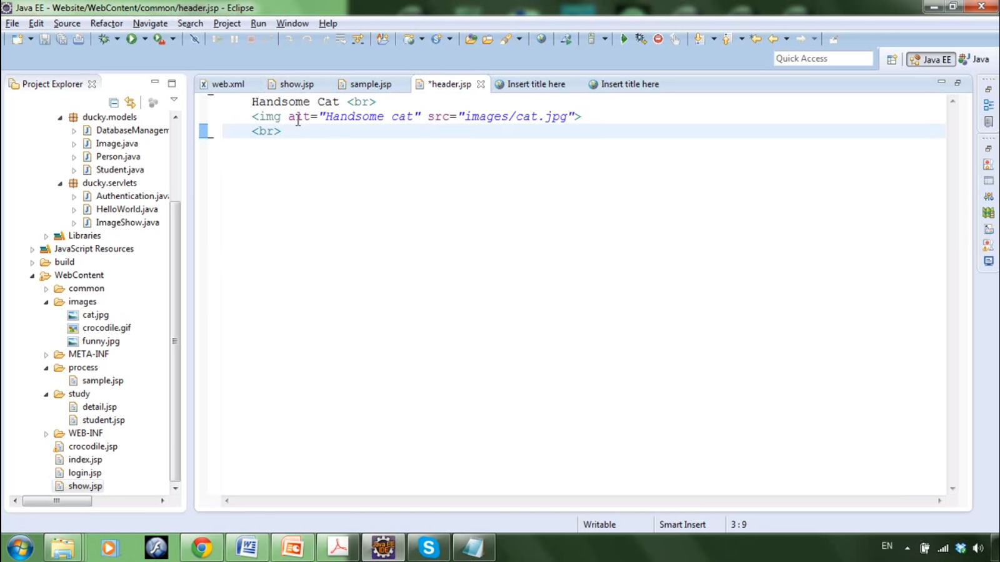 Java EE - Website/WebContent/common/header.jsp - Eclipse
File Edit Source Refactor Navigate Search Project Run Window Help
Quick Access
Java EE
Java
Project Explorer
web.xml
show.jsp
sample.jsp
*header.jsp
Insert title here
Insert title here
ducky.models
DatabaseManagem
Image.java
Person.java
Student.java
ducky.servlets
Authentication.java
HelloWorld.java
ImageShow.java
Libraries
JavaScript Resources
build
WebContent
common
images
cat.jpg
crocodile.gif
funny.jpg
META-INF
process
sample.jsp
study
detail.jsp
student.jsp
WEB-INF
crocodile.jsp
index.jsp
login.jsp
show.jsp
Handsome Cat <br>
<img alt="Handsome cat" src="images/cat.jpg">
<br>
Writable
Smart Insert
3 : 9
Java EE
IDE
EN